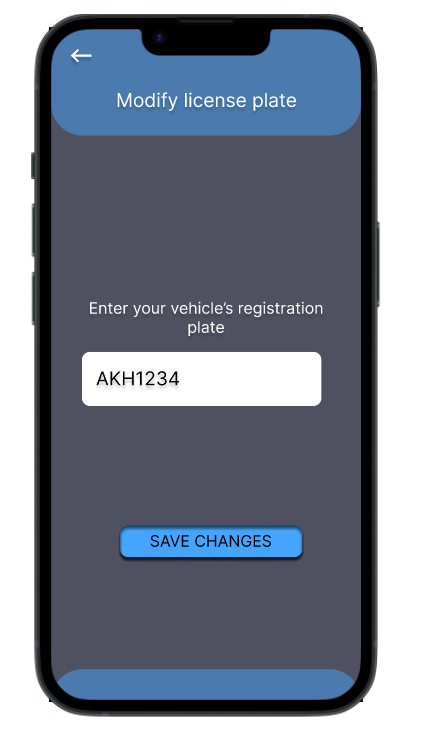 Modify license plate
Enter your vehicle’s registration
plate
AKH1234
SAVE CHANGES